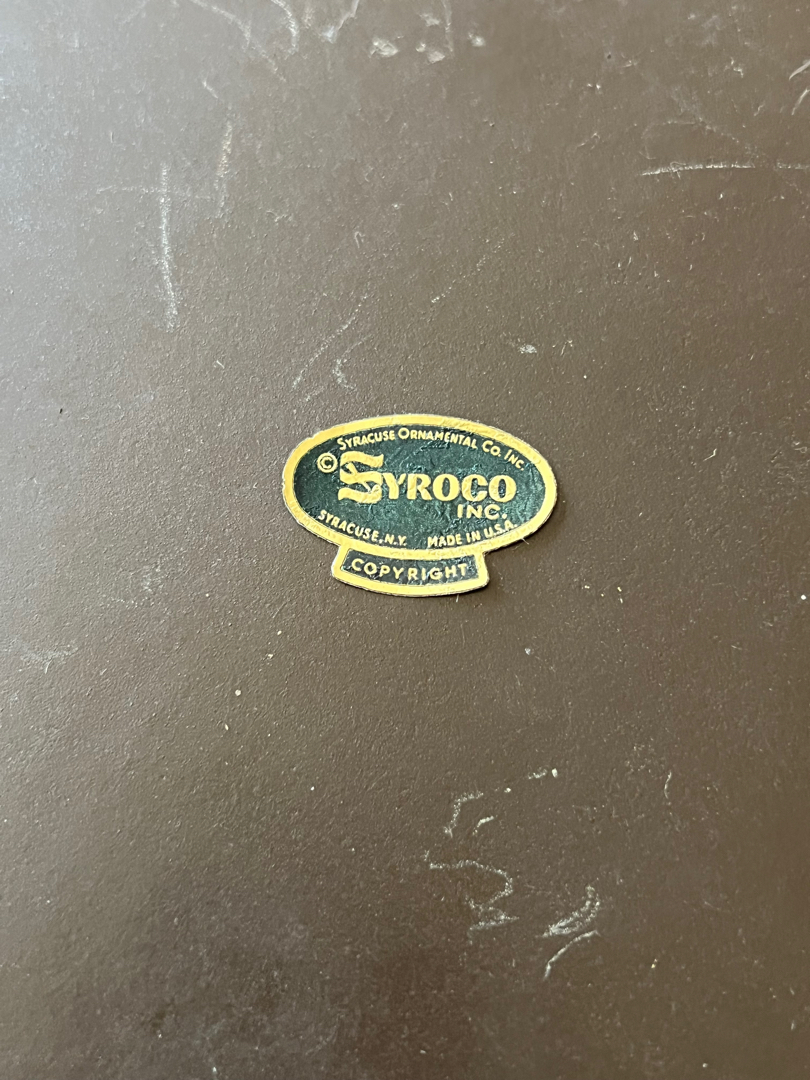 SYRACUSE ORNAMENTAL CO. INC.
©
SYROCO
INC.
SYRACUSE, N.Y. MADE IN U.S.A.
COPYRIGHT